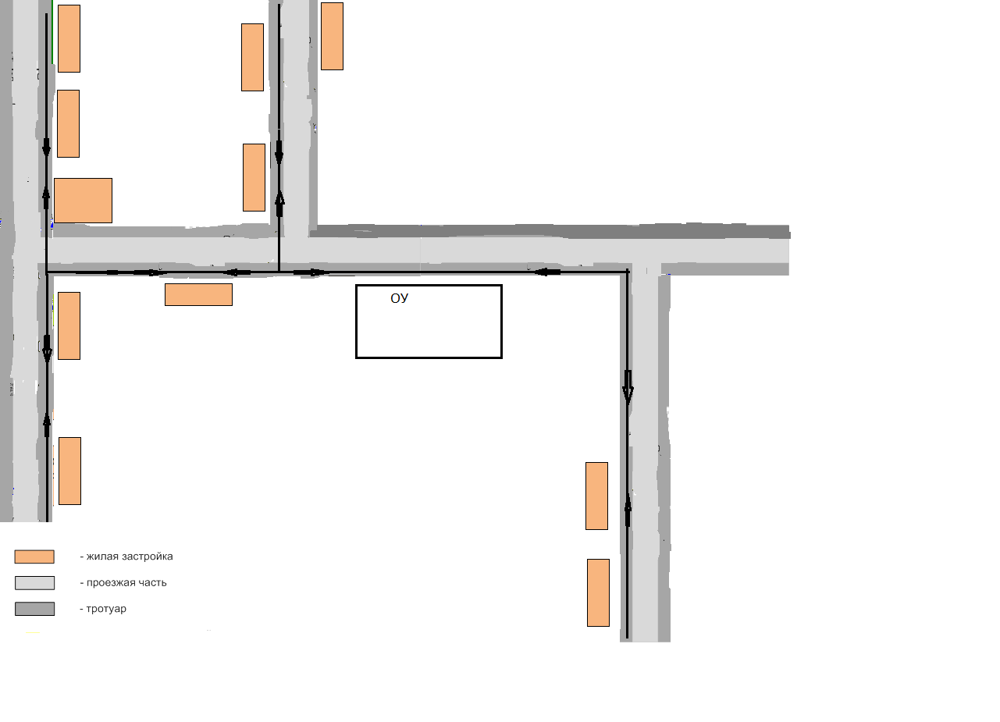 ОУ
- жилая застройка
- проезжая часть
- тротуар